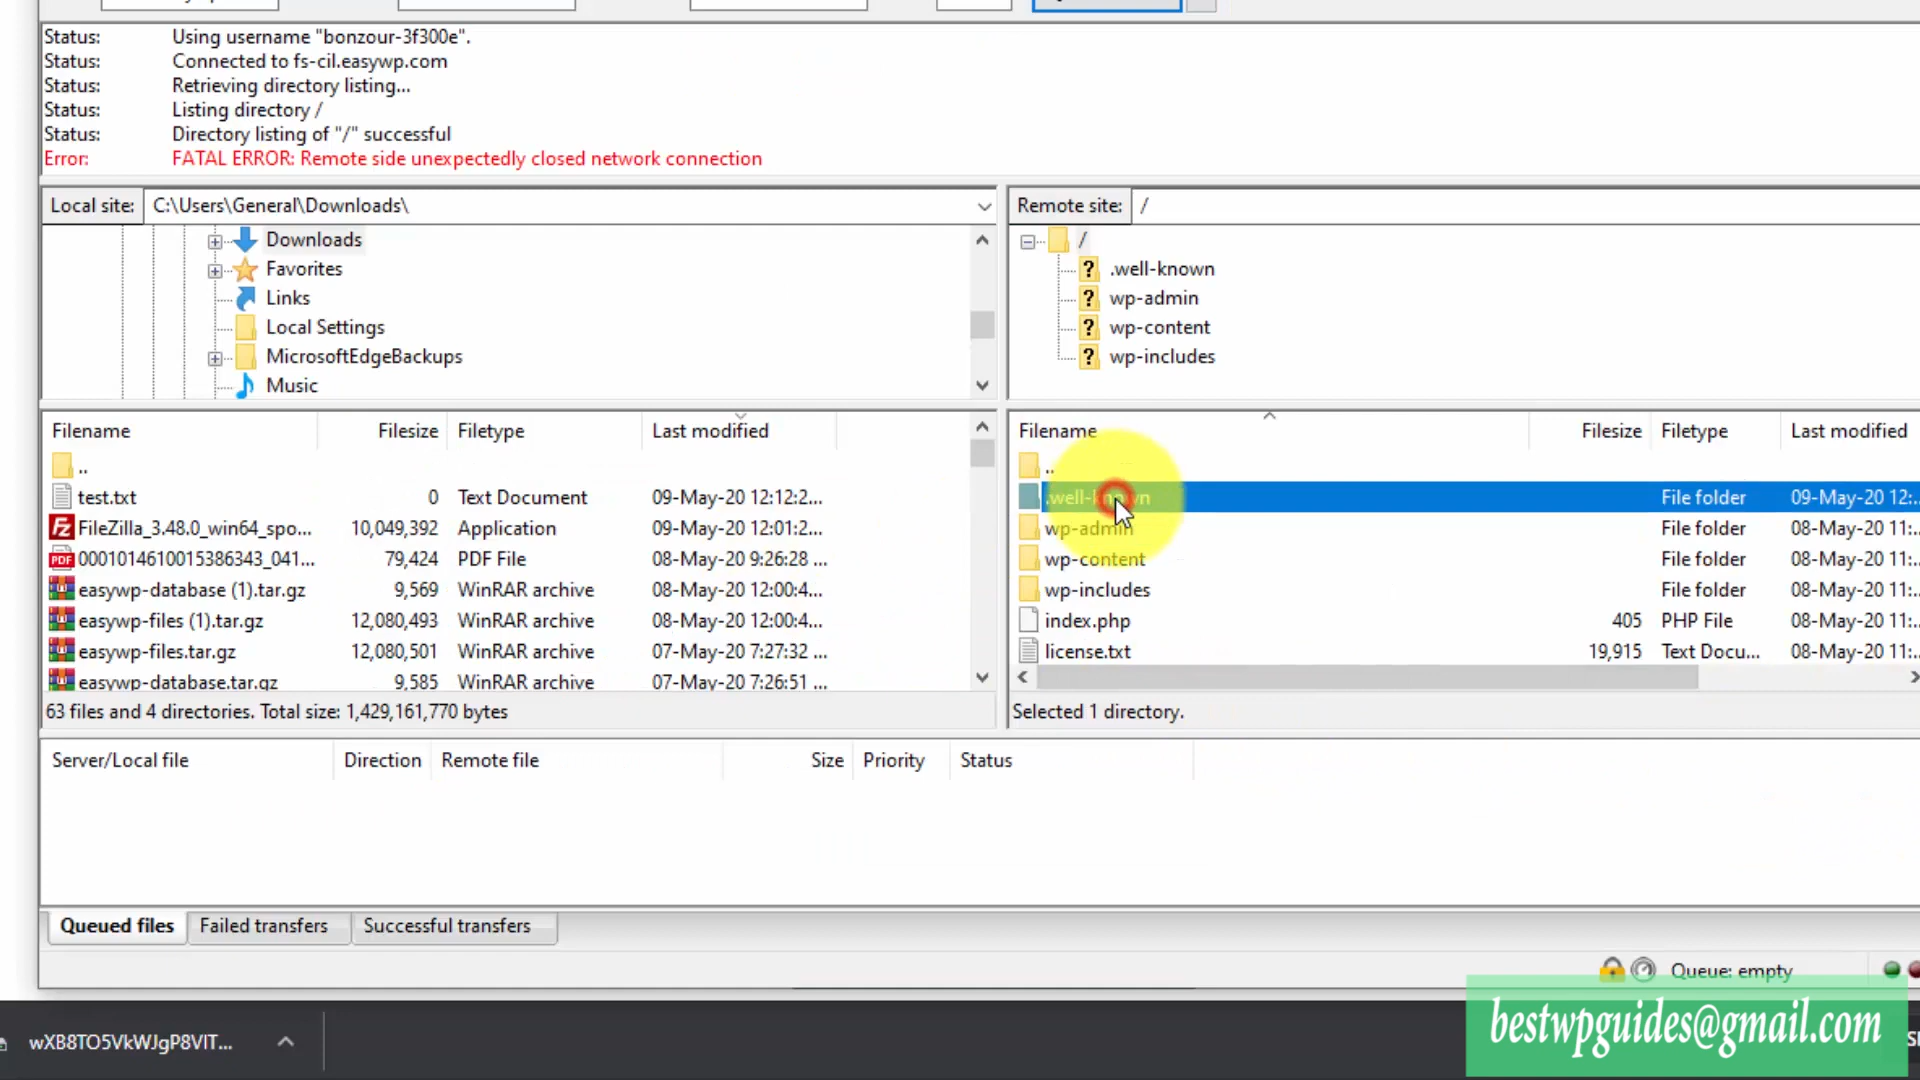 Status: Using username "bonzour-3f300e".
Status: Connected to fs-cil.easywp.com
Status: Retrieving directory listing...
Status: Listing directory /
Status: Directory listing of "/" successful
Error: FATAL ERROR: Remote side unexpectedly closed network connection
Local site: C:\Users\General\Downloads\
Downloads
Favorites
Links
Local Settings
MicrosoftEdgeBackups
Music
Remote site: /
/
.well-known
wp-admin
wp-content
wp-includes
Filename Filesize Filetype Last modified
..
test.txt 0 Text Document 09-May-20 12:12:2...
FileZilla_3.48.0_win64_spo... 10,049,392 Application 09-May-20 12:01:2...
0001014610015386343_041... 79,424 PDF File 08-May-20 9:26:28 ...
easywp-database (1).tar.gz 9,569 WinRAR archive 08-May-20 12:00:4...
easywp-files (1).tar.gz 12,080,493 WinRAR archive 08-May-20 12:00:4...
easywp-files.tar.gz 12,080,501 WinRAR archive 07-May-20 7:27:32 ...
easywp-database.tar.gz 9,585 WinRAR archive 07-May-20 7:26:51 ...
63 files and 4 directories. Total size: 1,429,161,770 bytes
Filename Filesize Filetype Last modified
..
.well-known File folder 09-May-20 12:...
wp-admin File folder 08-May-20 11:...
wp-content File folder 08-May-20 11:...
wp-includes File folder 08-May-20 11:...
index.php 405 PHP File 08-May-20 11:...
license.txt 19,915 Text Docu... 08-May-20 11:...
Selected 1 directory.
Server/Local file Direction Remote file Size Priority Status
Queued files Failed transfers Successful transfers
Queue: empty
wXB8TO5VkWJgP8VlT...
bestwpguides@gmail.com